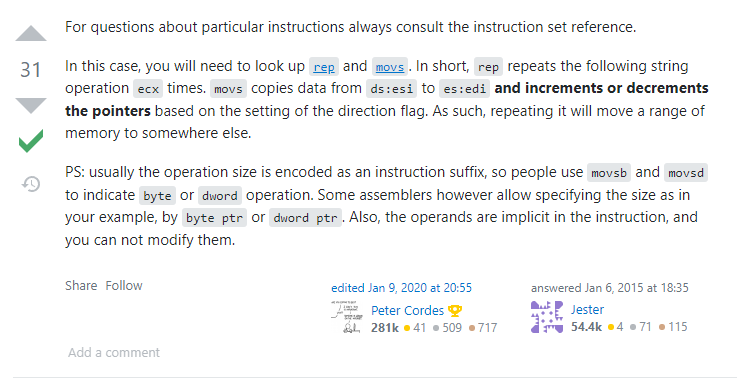 For questions about particular instructions always consult the instruction set reference.
31
In this case, you will need to look up rep and movs. In short, rep repeats the following string
operation ecx times. movs copies data from ds:esi to es:edi and increments or decrements
the pointers based on the setting of the direction flag. As such, repeating it will move a range of
memory to somewhere else.
PS: usually the operation size is encoded as an instruction suffix, so people use movsb and movsd
to indicate byte or dword operation. Some assemblers however allow specifying the size as in
your example, by byte ptr or dword ptr. Also, the operands are implicit in the instruction, and
you can not modify them.
Share Follow
edited Jan 9, 2020 at 20:55
Peter Cordes
281k 41 509 717
answered Jan 6, 2015 at 18:35
Jester
54.4k 4 71 115
Add a comment